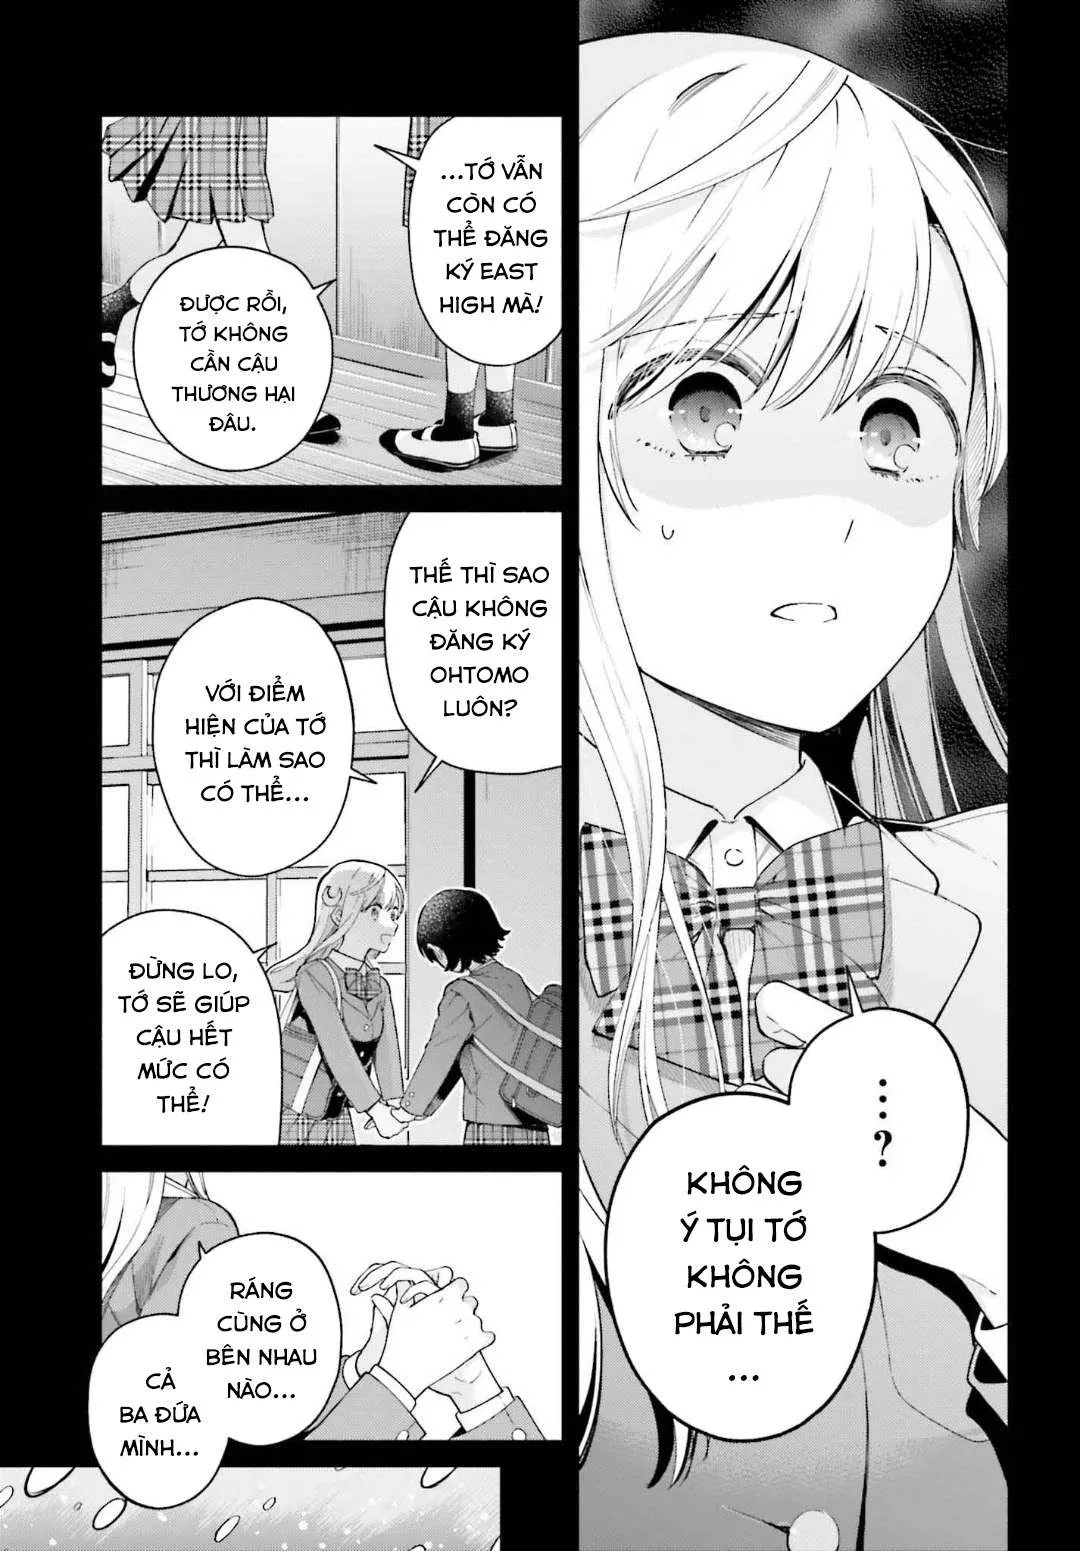 ...?
KHÔNG
Ý TỤI TỚ
KHÔNG
PHẢI THẾ
...
...TỚ VẪN
CÒN CÓ
THỂ ĐĂNG
KÝ EAST
HIGH MÀ!
ĐƯỢC RỒI,
TỚ KHÔNG
CẦN CẬU
THƯƠNG HẠI
ĐÂU.
THẾ THÌ SAO
CẬU KHÔNG
ĐĂNG KÝ
OHTOMO
LUÔN?
VỚI ĐIỂM
HIỆN CỦA TỚ
THÌ LÀM SAO
CÓ THỂ...
ĐỪNG LO,
TỚ SẼ GIÚP
CẬU HẾT
MỨC CÓ
THỂ!
RÁNG
CÙNG Ở
BÊN NHAU
NÀO...
CẢ
BA ĐỨA
MÌNH...